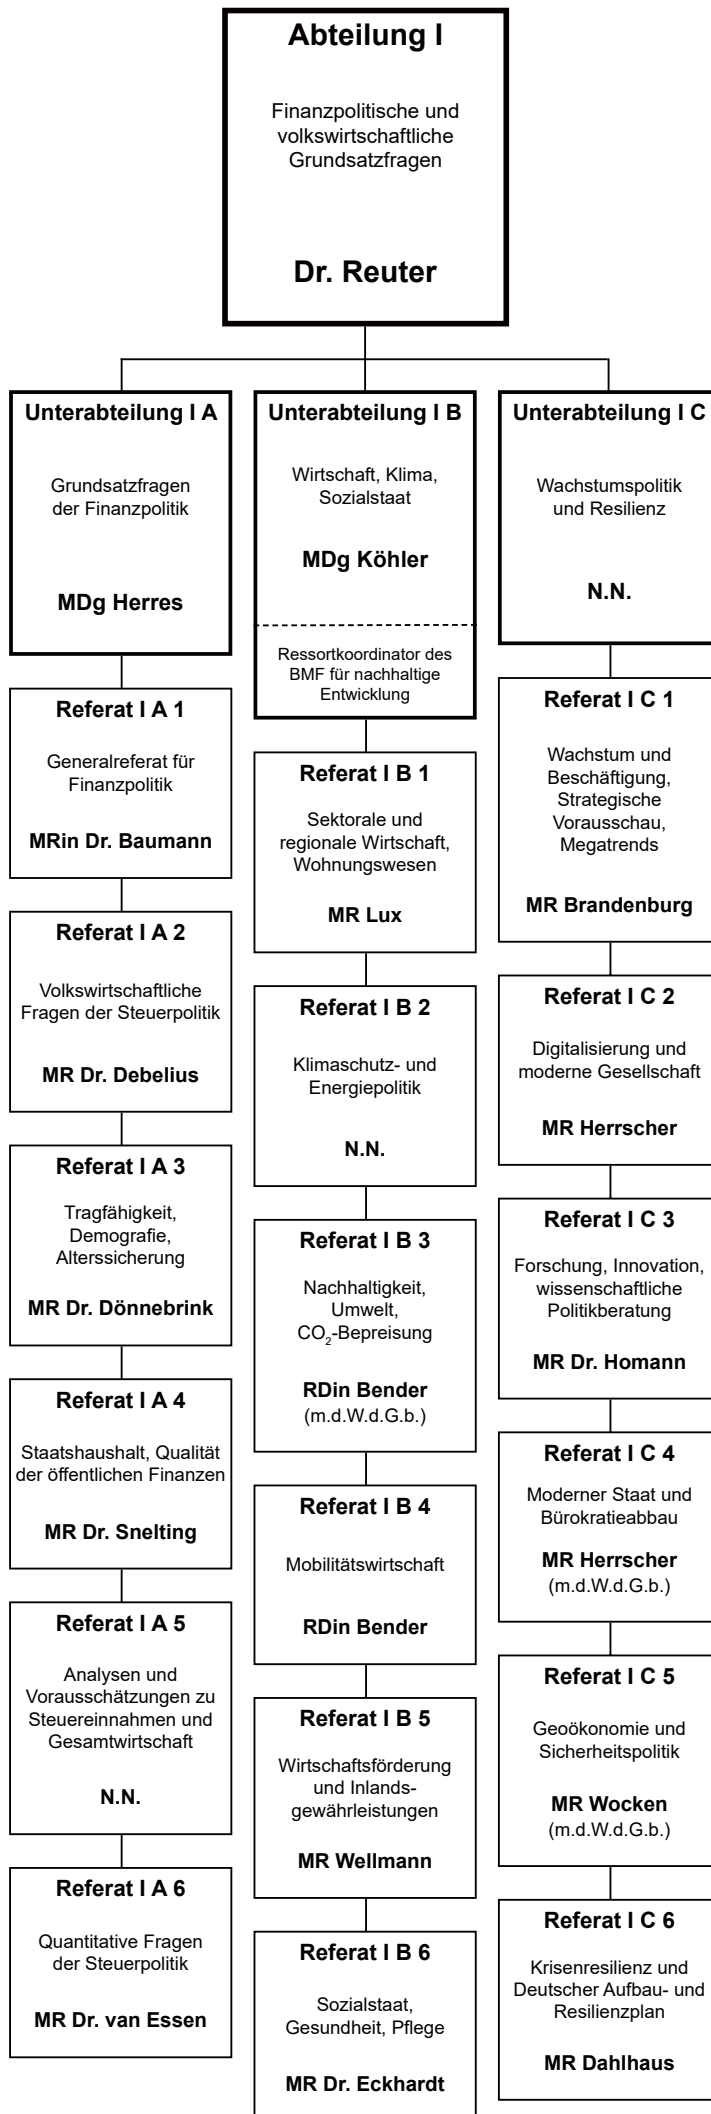 Abteilung I
Finanzpolitische und
volkswirtschaftliche
Grundsatzfragen
Dr. Reuter
Unterabteilung I A
Grundsatzfragen
der Finanzpolitik
MDg Herres
Referat I A 1
Generalreferat für
Finanzpolitik
MRin Dr. Baumann
Referat I A 2
Volkswirtschaftliche
Fragen der Steuerpolitik
MR Dr. Debelius
Referat I A 3
Tragfähigkeit,
Demografie,
Alterssicherung
MR Dr. Dönnebrink
Referat I A 4
Staatshaushalt, Qualität
der öffentlichen Finanzen
MR Dr. Snelting
Referat I A 5
Analysen und
Vorausschätzungen zu
Steuereinnahmen und
Gesamtwirtschaft
N.N.
Referat I A 6
Quantitative Fragen
der Steuerpolitik
MR Dr. van Essen
Unterabteilung I B
Wirtschaft, Klima,
Sozialstaat
MDg Köhler
Ressortkoordinator des
BMF für nachhaltige
Entwicklung
Referat I B 1
Sektorale und
regionale Wirtschaft,
Wohnungswesen
MR Lux
Referat I B 2
Klimaschutz- und
Energiepolitik
N.N.
Referat I B 3
Nachhaltigkeit,
Umwelt,
CO₂-Bepreisung
RDin Bender
(m.d.W.d.G.b.)
Referat I B 4
Mobilitätswirtschaft
RDin Bender
Referat I B 5
Wirtschaftsförderung
und Inlands-
gewährleistungen
MR Wellmann
Referat I B 6
Sozialstaat,
Gesundheit, Pflege
MR Dr. Eckhardt
Unterabteilung I C
Wachstumspolitik
und Resilienz
N.N.
Referat I C 1
Wachstum und
Beschäftigung,
Strategische
Vorausschau,
Megatrends
MR Brandenburg
Referat I C 2
Digitalisierung und
moderne Gesellschaft
MR Herrscher
Referat I C 3
Forschung, Innovation,
wissenschaftliche
Politikberatung
MR Dr. Homann
Referat I C 4
Moderner Staat und
Bürokratieabbau
MR Herrscher
(m.d.W.d.G.b.)
Referat I C 5
Geoökonomie und
Sicherheitspolitik
MR Wocken
(m.d.W.d.G.b.)
Referat I C 6
Krisenresilienz und
Deutscher Aufbau- und
Resilienzplan
MR Dahlhaus